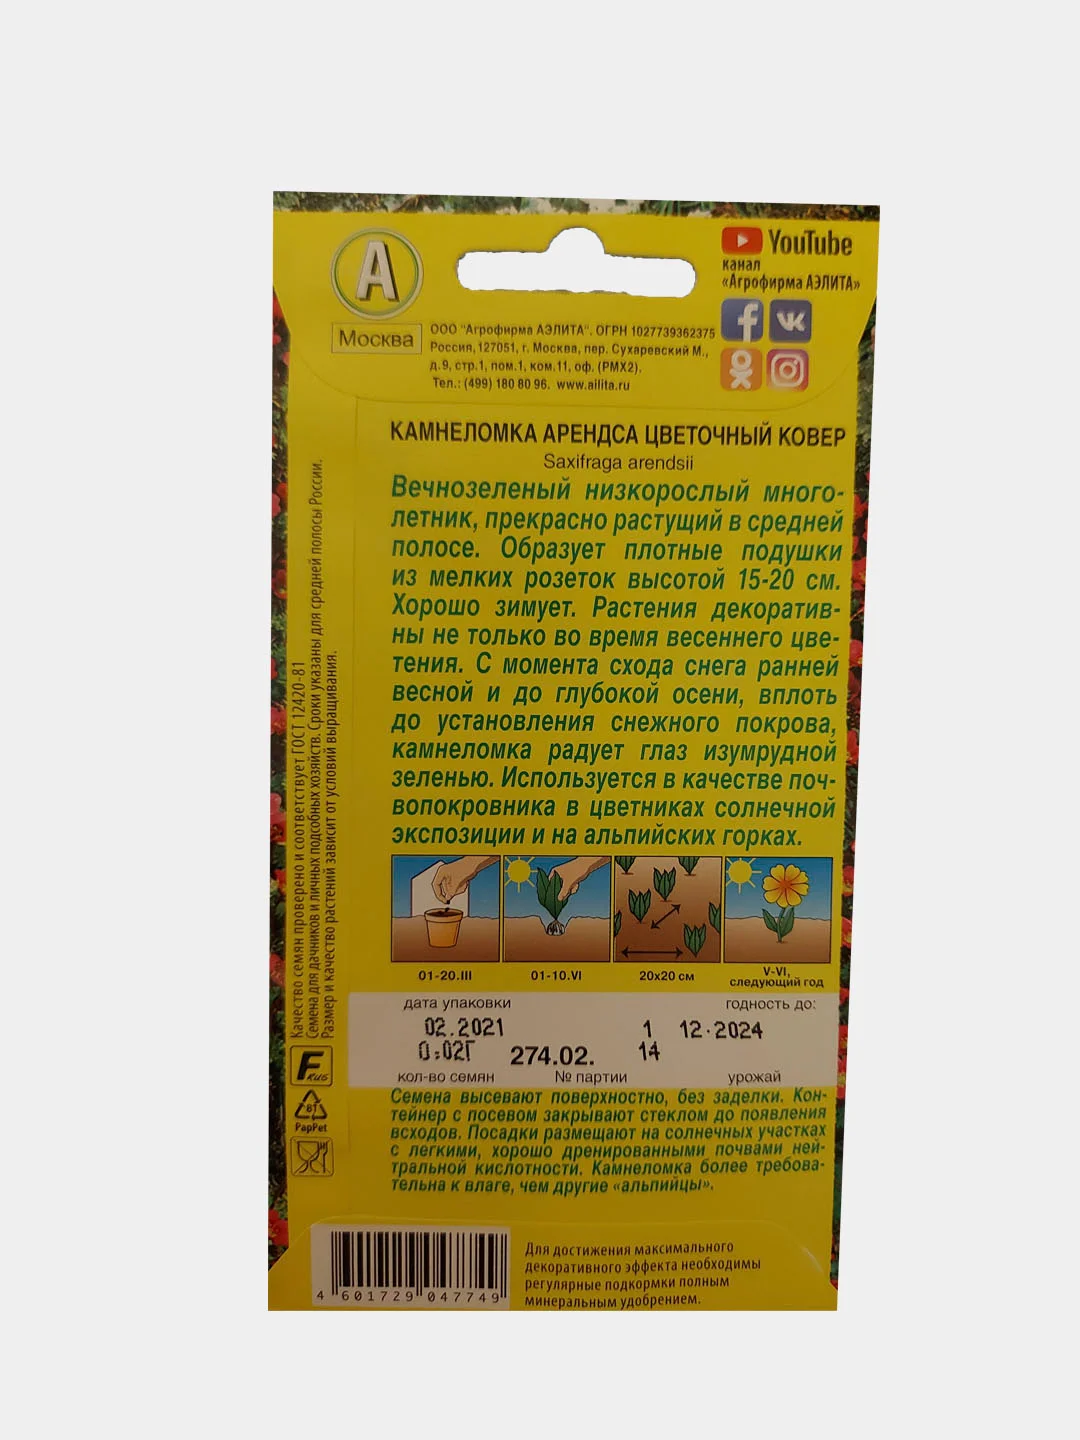 А
Москва
YouTube
канал
«Агрофирма АЭЛИТА»
ООО "Агрофирма АЭЛИТА". ОГРН 1027739362375
Россия,127051, г. Москва, пер. Сухаревский М.,
д.9, стр.1, пом.1, ком.11, оф. (РМХ2).
Тел.: (499) 180 80 96. www.ailita.ru
КАМНЕЛОМКА АРЕНДСА ЦВЕТОЧНЫЙ КОВЕР
Saxifraga arendsii
Вечнозеленый низкорослый много-
летник, прекрасно растущий в средней
полосе. Образует плотные подушки
из мелких розеток высотой 15-20 см.
Хорошо зимует. Растения декоратив-
ны не только во время весеннего цве-
тения. С момента схода снега ранней
весной и до глубокой осени, вплоть
до установления снежного покрова,
камнеломка радует глаз изумрудной
зеленью. Используется в качестве поч-
вопокровника в цветниках солнечной
экспозиции и на альпийских горках.
01-20.III
01-10.VI
20x20 см
V-VI,
следующий год
дата упаковки
годность до:
02.2021
1
12·2024
0,02Г
274.02.
14
кол-во семян
№ партии
урожай
Семена высевают поверхностно, без заделки. Кон-
тейнер с посевом закрывают стеклом до появления
всходов. Посадки размещают на солнечных участках
с легкими, хорошо дренированными почвами ней-
тральной кислотности. Камнеломка более требова-
тельна к влаге, чем другие «альпийцы».
Для достижения максимального
декоративного эффекта необходимы
регулярные подкормки полным
минеральным удобрением.
4 601729 047749
Качество семян проверено и соответствует ГОСТ 12420-81
Семена для дачников и личных подсобных хозяйств. Сроки указаны для средней полосы России.
Размер и качество растений зависит от условий выращивания.
F RUS
81
PapPet